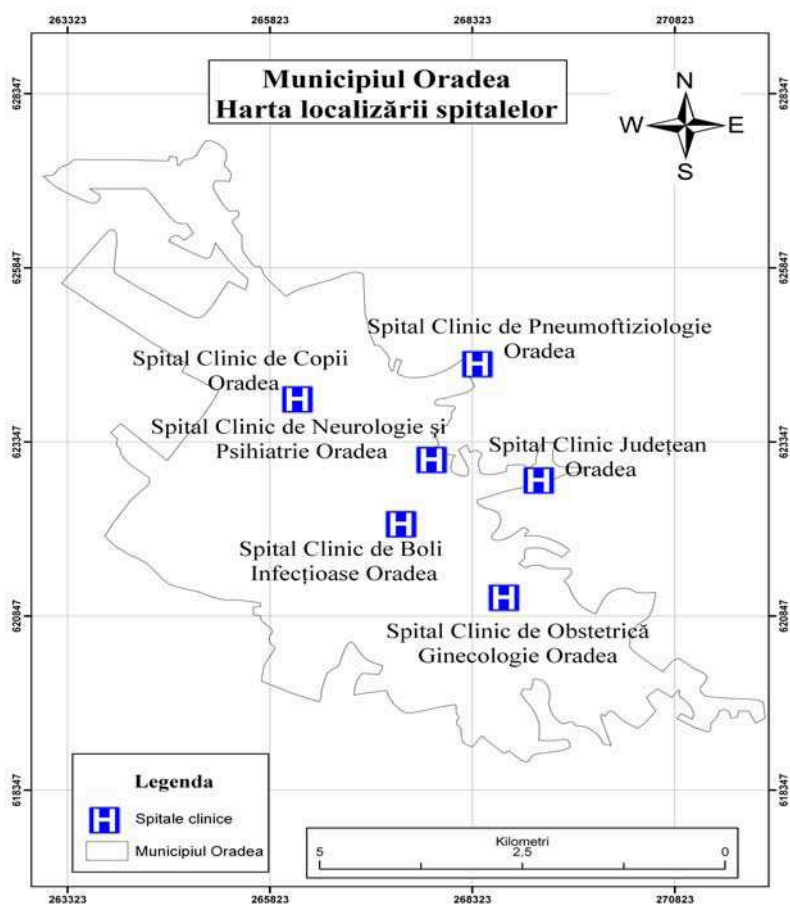 263323 265823 268323 270823
Municipiul Oradea
Harta localizării spitalelor
N
W E
S
628347 628347
625847 625847
Spital Clinic de Pneumoftiziologie
Oradea
Spital Clinic de Copii
Oradea
Spital Clinic de Neurologie și
Psihiatrie Oradea
623347 623347
Spital Clinic Județean
Oradea
Spital Clinic de Boli
Infecțioase Oradea
620847 620847
Spital Clinic de Obstetrică
Ginecologie Oradea
618347 618347
Legenda
H Spitale clinice
Municipiul Oradea
Kilometri
5 2,5 0
263323 265823 268323 270823